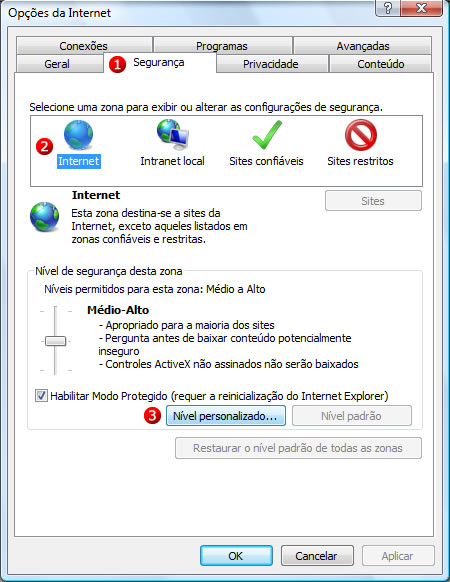 Opções da Internet
?
Conexões Programas Avançadas
Geral 1 Segurança Privacidade Conteúdo
Selecione uma zona para exibir ou alterar as configurações de segurança.
2
Internet Intranet local Sites confiáveis Sites restritos
Internet
Sites
Esta zona destina-se a sites da
Internet, exceto aqueles listados em
zonas confiáveis e restritas.
Nível de segurança desta zona
Níveis permitidos para esta zona: Médio a Alto
Médio-Alto
- Apropriado para a maioria dos sites
- Pergunta antes de baixar conteúdo potencialmente
inseguro
- Controles ActiveX não assinados não serão baixados
Habilitar Modo Protegido (requer a reinicialização do Internet Explorer)
3 Nível personalizado... Nível padrão
Restaurar o nível padrão de todas as zonas
OK Cancelar Aplicar